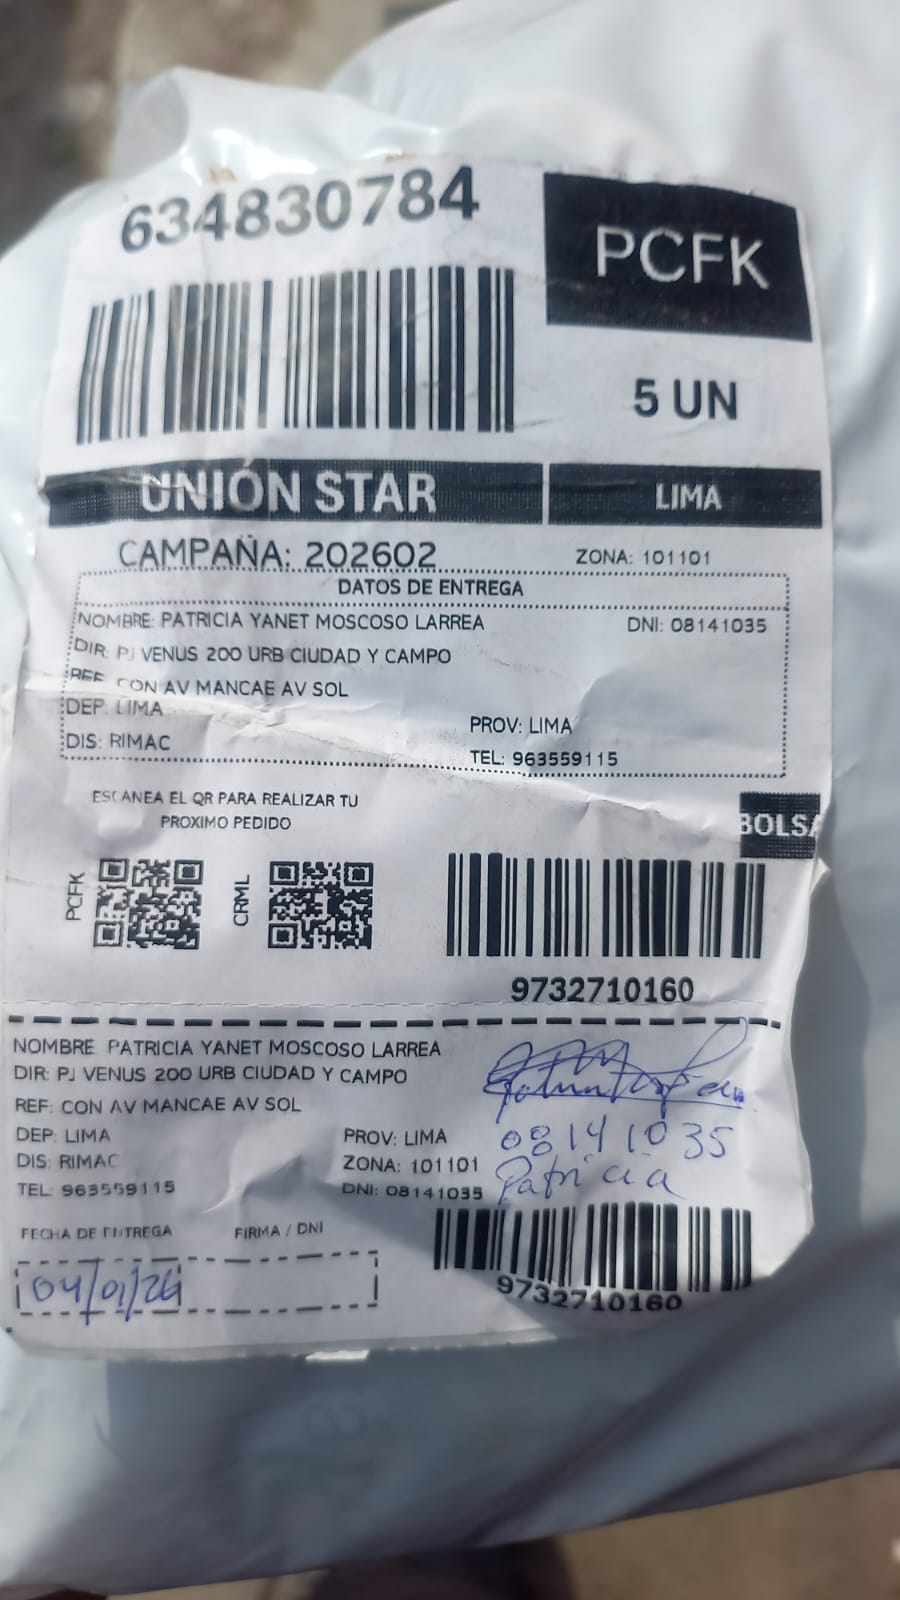 634830784
PCFK
5 UN
UNIÓN STAR
LIMA
CAMPAÑA: 202602
ZONA: 101101
DATOS DE ENTREGA
NOMBRE: PATRICIA YANET MOSCOSO LARREA
DNI: 08141035
DIR: PJ VENUS 200 URB CIUDAD Y CAMPO
REF: CON AV MANCAE AV SOL
DEP: LIMA
PROV: LIMA
DIS: RIMAC
TEL: 963559115
ESCANEA EL QR PARA REALIZAR TU
PROXIMO PEDIDO
BOLSA
PCFK
CRML
9732710160
NOMBRE PATRICIA YANET MOSCOSO LARREA
DIR: PJ VENUS 200 URB CIUDAD Y CAMPO
REF: CON AV MANCAE AV SOL
DEP: LIMA
PROV: LIMA
08141035
DIS: RIMAC
ZONA: 101101
Patricia
TEL: 963559115
DNI: 08141035
FECHA DE ENTREGA
FIRMA / DNI
04/01/26
9732710160